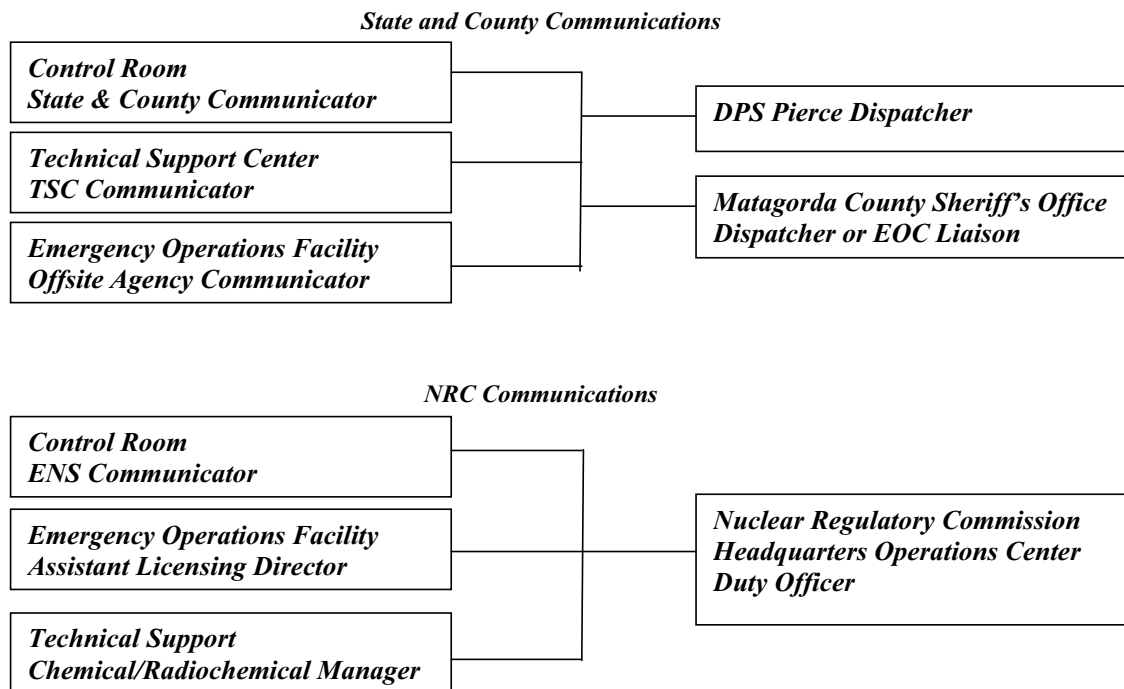 State and County Communications
Control Room
State & County Communicator
DPS Pierce Dispatcher
Technical Support Center
TSC Communicator
Matagorda County Sheriff's Office
Dispatcher or EOC Liaison
Emergency Operations Facility
Offsite Agency Communicator
NRC Communications
Control Room
ENS Communicator
Emergency Operations Facility
Assistant Licensing Director
Nuclear Regulatory Commission
Headquarters Operations Center
Duty Officer
Technical Support
Chemical/Radiochemical Manager